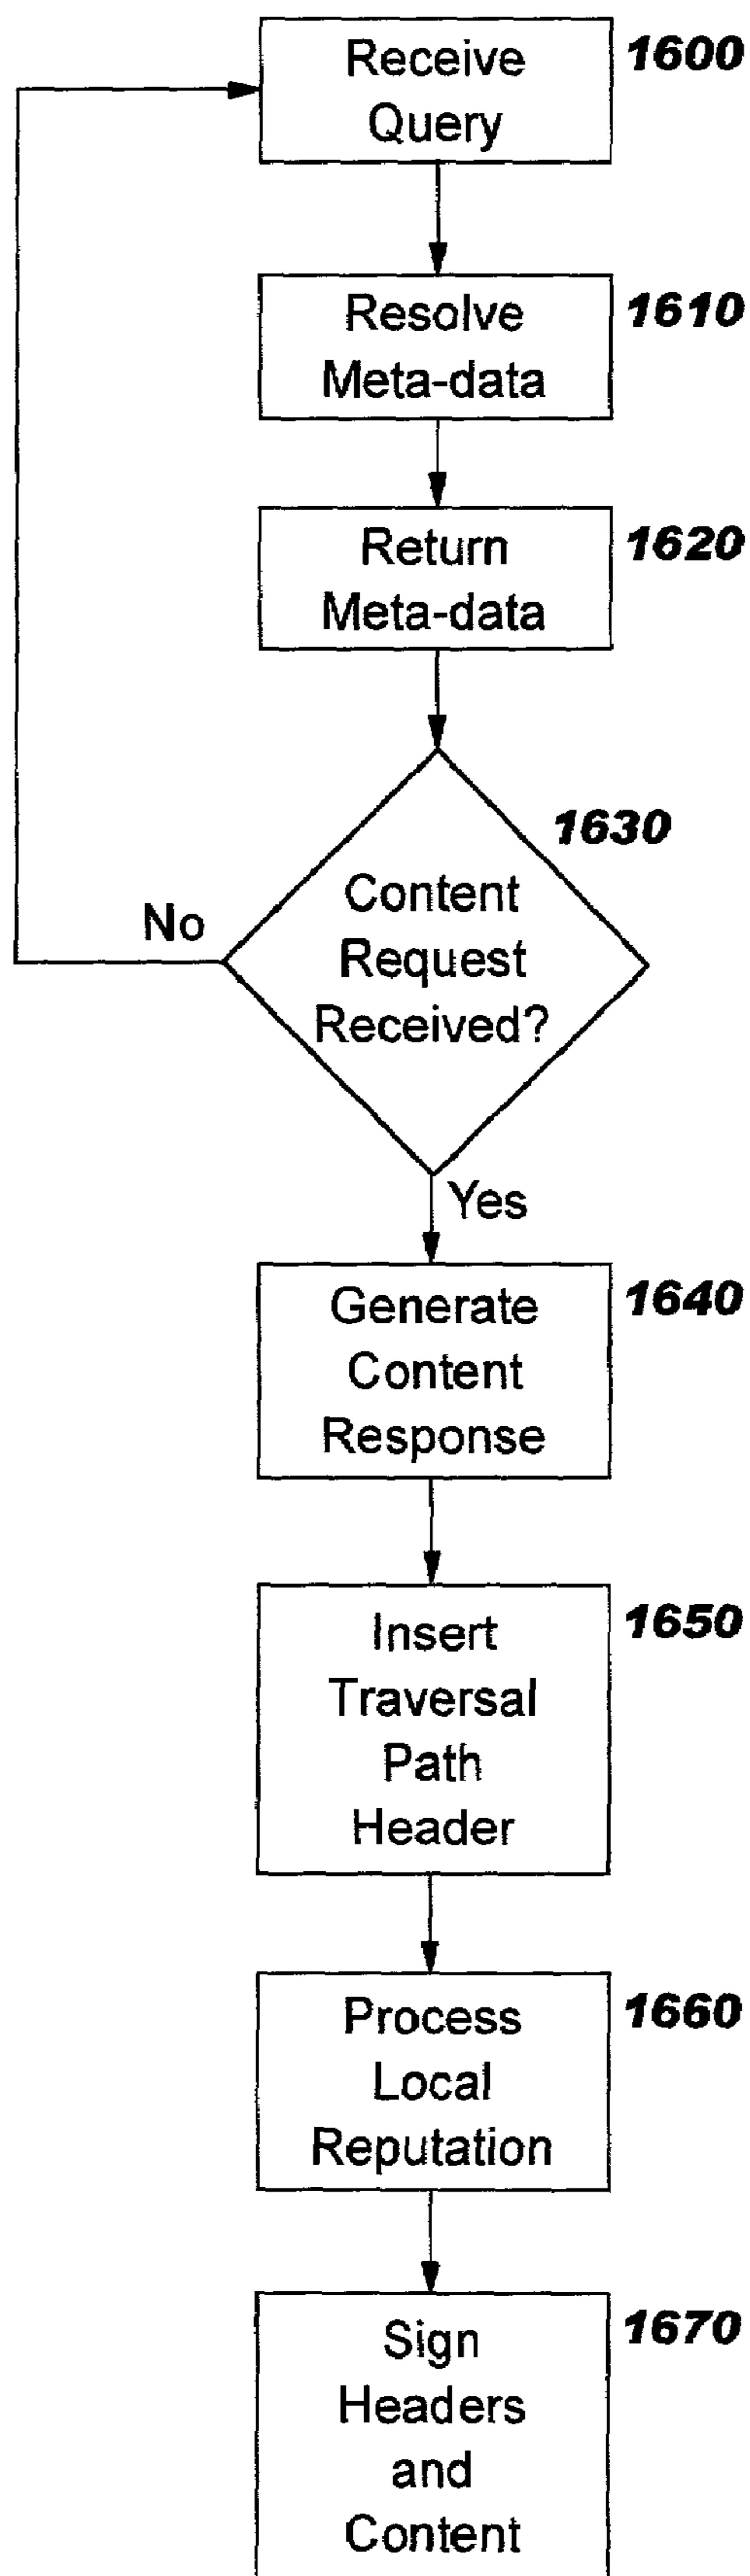 Receive
Query
1600
Resolve
Meta-data
1610
Return
Meta-data
1620
1630
Content
Request
Received?
No
Yes
Generate
Content
Response
1640
Insert
Traversal
Path
Header
1650
Process
Local
Reputation
1660
Sign
Headers
and
Content
1670